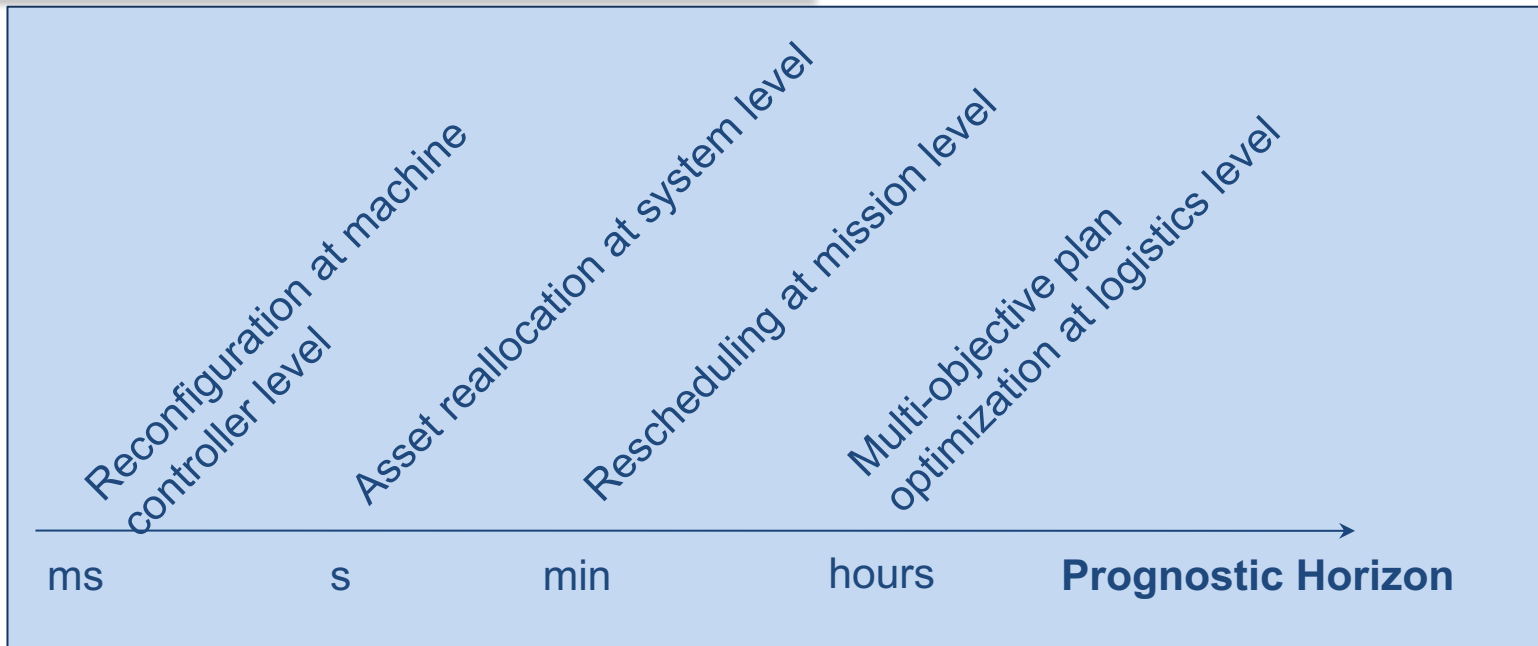 Reconfiguration at machine
controller level
Asset reallocation at system level
Rescheduling at mission level
Multi-objective plan
optimization at logistics level
ms
s
min
hours
Prognostic Horizon